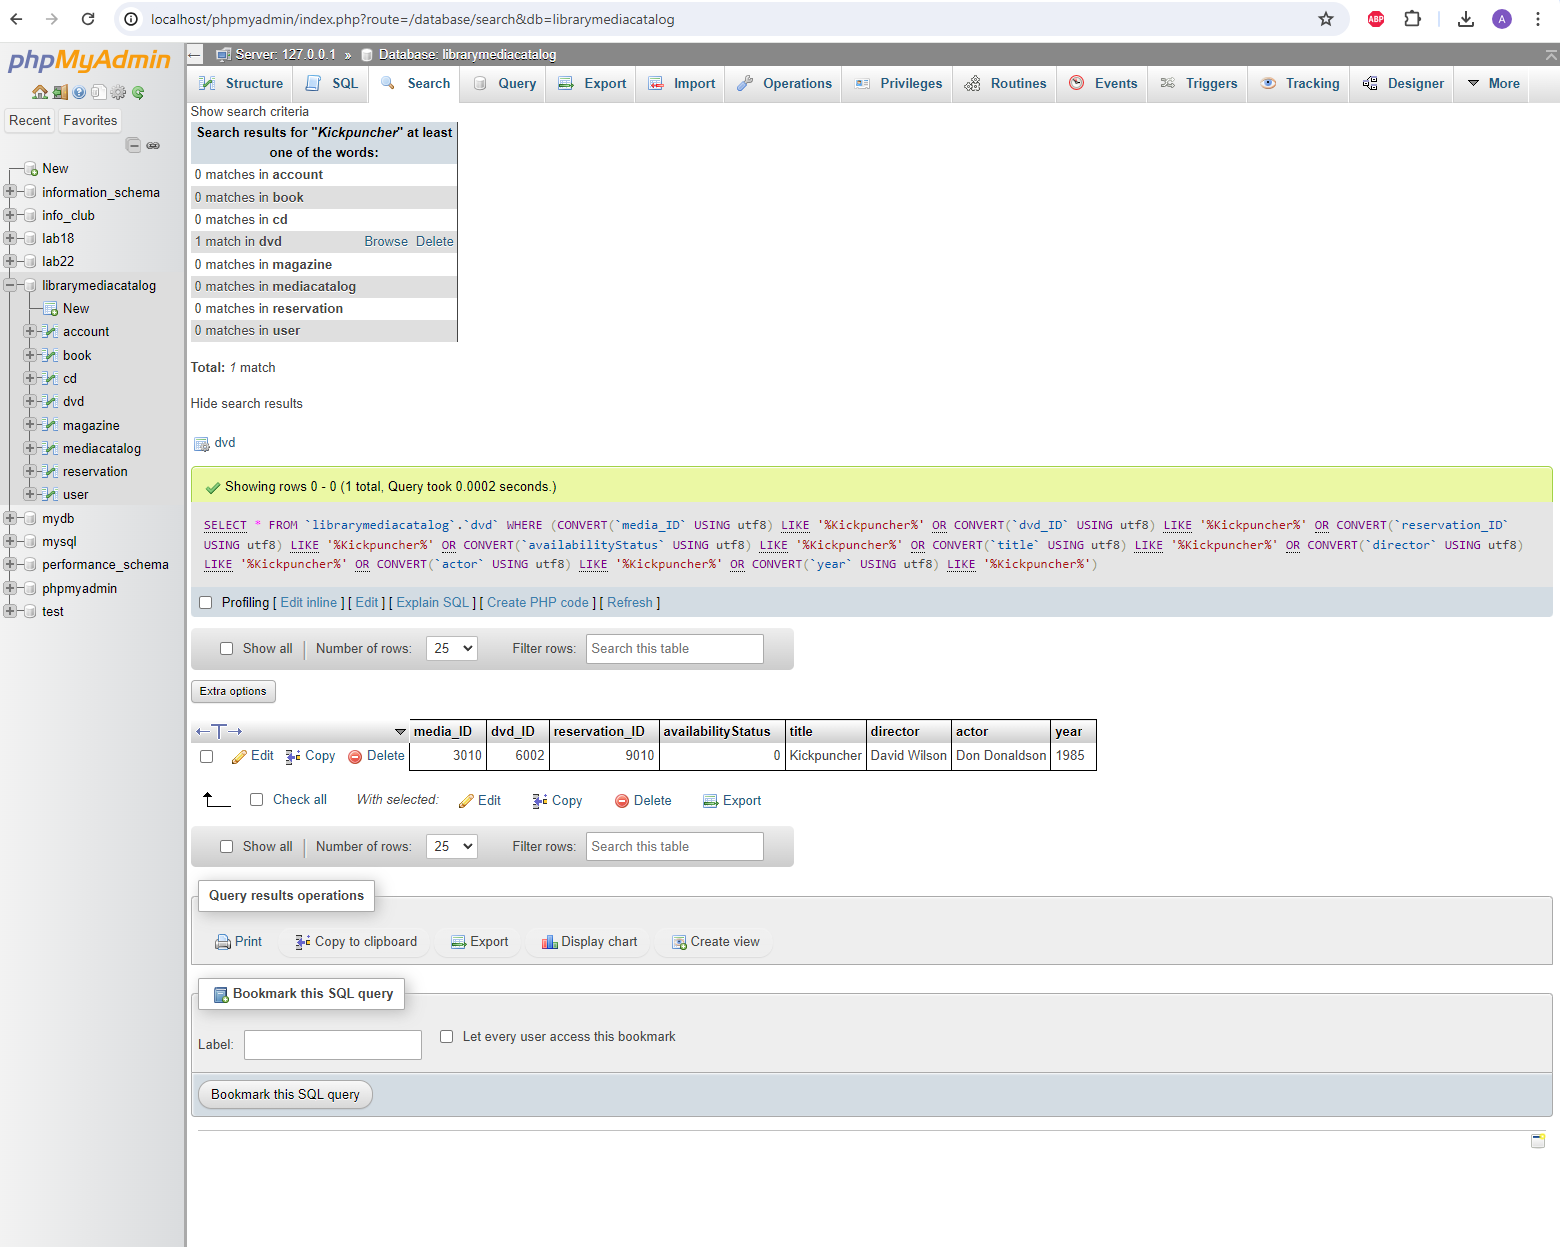 localhost/phpmyadmin/index.php?route=/database/search&db=librarymediacatalog
ABP
A
phpMyAdmin
Recent Favorites
New
information_schema
info_club
lab18
lab22
librarymediacatalog
New
account
book
cd
dvd
magazine
mediacatalog
reservation
user
mydb
mysql
performance_schema
phpmyadmin
test
Server: 127.0.0.1 » Database: librarymediacatalog
Structure SQL Search Query Export Import Operations Privileges Routines Events Triggers Tracking Designer More
Show search criteria
Search results for "Kickpuncher" at least
one of the words:
0 matches in account
0 matches in book
0 matches in cd
1 match in dvd Browse Delete
0 matches in magazine
0 matches in mediacatalog
0 matches in reservation
0 matches in user
Total: 1 match
Hide search results
dvd
Showing rows 0 - 0 (1 total, Query took 0.0002 seconds.)
SELECT * FROM `librarymediacatalog`.`dvd` WHERE (CONVERT(`media_ID` USING utf8) LIKE '%Kickpuncher%' OR CONVERT(`dvd_ID` USING utf8) LIKE '%Kickpuncher%' OR CONVERT(`reservation_ID`
USING utf8) LIKE '%Kickpuncher%' OR CONVERT(`availabilityStatus` USING utf8) LIKE '%Kickpuncher%' OR CONVERT(`title` USING utf8) LIKE '%Kickpuncher%' OR CONVERT(`director` USING utf8)
LIKE '%Kickpuncher%' OR CONVERT(`actor` USING utf8) LIKE '%Kickpuncher%' OR CONVERT(`year` USING utf8) LIKE '%Kickpuncher%')
Profiling [ Edit inline ] [ Edit ] [ Explain SQL ] [ Create PHP code ] [ Refresh ]
Show all Number of rows: 25 Filter rows: Search this table
Extra options
media_ID dvd_ID reservation_ID availabilityStatus title director actor year
Edit Copy Delete 3010 6002 9010 0 Kickpuncher David Wilson Don Donaldson 1985
Check all With selected: Edit Copy Delete Export
Show all Number of rows: 25 Filter rows: Search this table
Query results operations
Print Copy to clipboard Export Display chart Create view
Bookmark this SQL query
Label: Let every user access this bookmark
Bookmark this SQL query